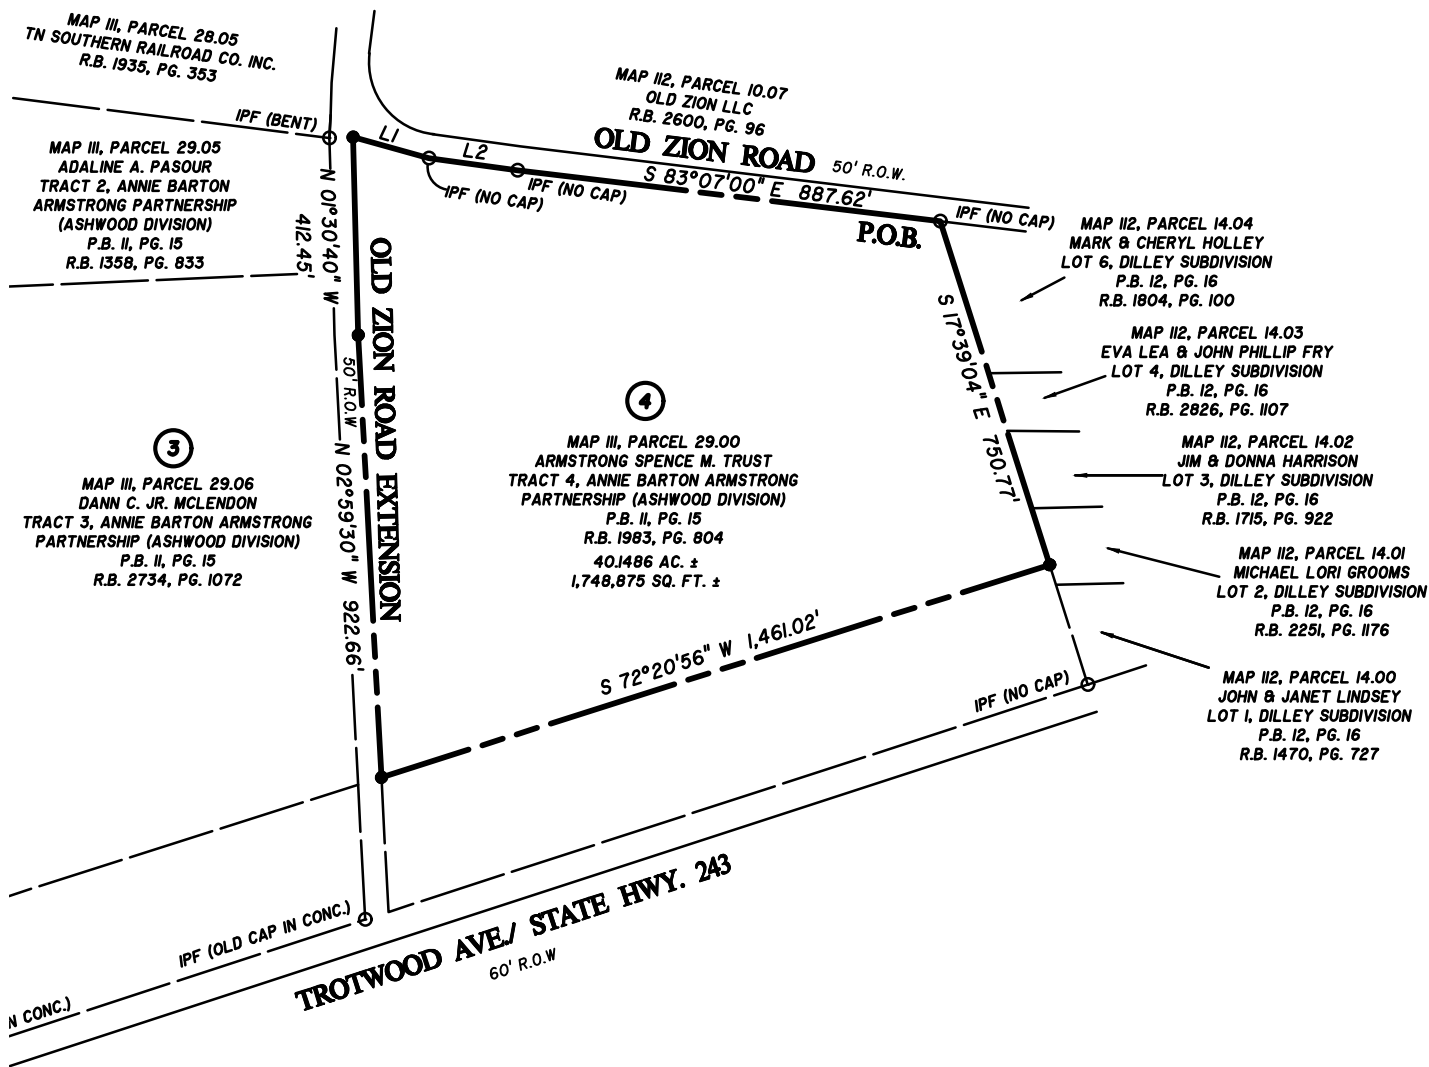 MAP 111, PARCEL 28.05
TN SOUTHERN RAILROAD CO. INC.
R.B. 1935, PG. 353
IPF (BENT)
MAP 111, PARCEL 29.05
ADALINE A. PASOUR
TRACT 2, ANNIE BARTON
ARMSTRONG PARTNERSHIP
(ASHWOOD DIVISION)
P.B. 11, PG. 15
R.B. 1358, PG. 833
N 01°30'40" W
412.45'
L1
L2
IPF (NO CAP)
IPF (NO CAP)
MAP 112, PARCEL 10.07
OLD ZION LLC
R.B. 2600, PG. 96
OLD ZION ROAD
50' R.O.W.
S 83°07'00" E 887.62'
IPF (NO CAP)
P.O.B.
MAP 112, PARCEL 14.04
MARK & CHERYL HOLLEY
LOT 6, DILLEY SUBDIVISION
P.B. 12, PG. 16
R.B. 1804, PG. 100
S 17°39'04" E 750.77'
MAP 112, PARCEL 14.03
EVA LEA & JOHN PHILLIP FRY
LOT 4, DILLEY SUBDIVISION
P.B. 12, PG. 16
R.B. 2826, PG. 1107
OLD ZION ROAD EXTENSION
50' R.O.W
N 02°59'30" W 922.66'
3
MAP 111, PARCEL 29.06
DANN C. JR. MCLENDON
TRACT 3, ANNIE BARTON ARMSTRONG
PARTNERSHIP (ASHWOOD DIVISION)
P.B. 11, PG. 15
R.B. 2734, PG. 1072
4
MAP 111, PARCEL 29.00
ARMSTRONG SPENCE M. TRUST
TRACT 4, ANNIE BARTON ARMSTRONG
PARTNERSHIP (ASHWOOD DIVISION)
P.B. 11, PG. 15
R.B. 1983, PG. 804
40.1486 AC. ±
1,748,875 SQ. FT. ±
MAP 112, PARCEL 14.02
JIM & DONNA HARRISON
LOT 3, DILLEY SUBDIVISION
P.B. 12, PG. 16
R.B. 1715, PG. 922
MAP 112, PARCEL 14.01
MICHAEL LORI GROOMS
LOT 2, DILLEY SUBDIVISION
P.B. 12, PG. 16
R.B. 2251, PG. 1176
S 72°20'56" W 1,461.02'
IPF (NO CAP)
MAP 112, PARCEL 14.00
JOHN & JANET LINDSEY
LOT 1, DILLEY SUBDIVISION
P.B. 12, PG. 16
R.B. 1470, PG. 727
IPF (OLD CAP IN CONC.)
TROTWOOD AVE./ STATE HWY. 243
60' R.O.W
N CONC.)